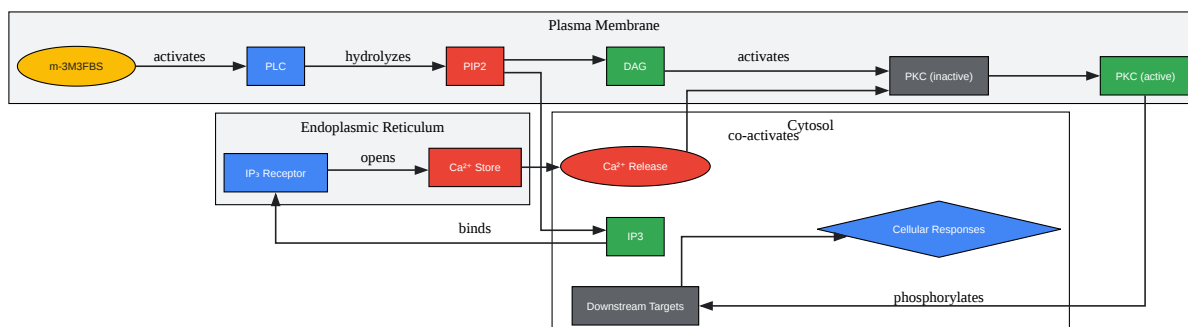 Plasma Membrane
m-3M3FBS
activates
PLC
hydrolyzes
PIP2
DAG
activates
PKC (inactive)
PKC (active)
Endoplasmic Reticulum
IP₃ Receptor
opens
Ca²⁺ Store
Cytosol
co-activates
Ca²⁺ Release
binds
IP3
Cellular Responses
Downstream Targets
phosphorylates